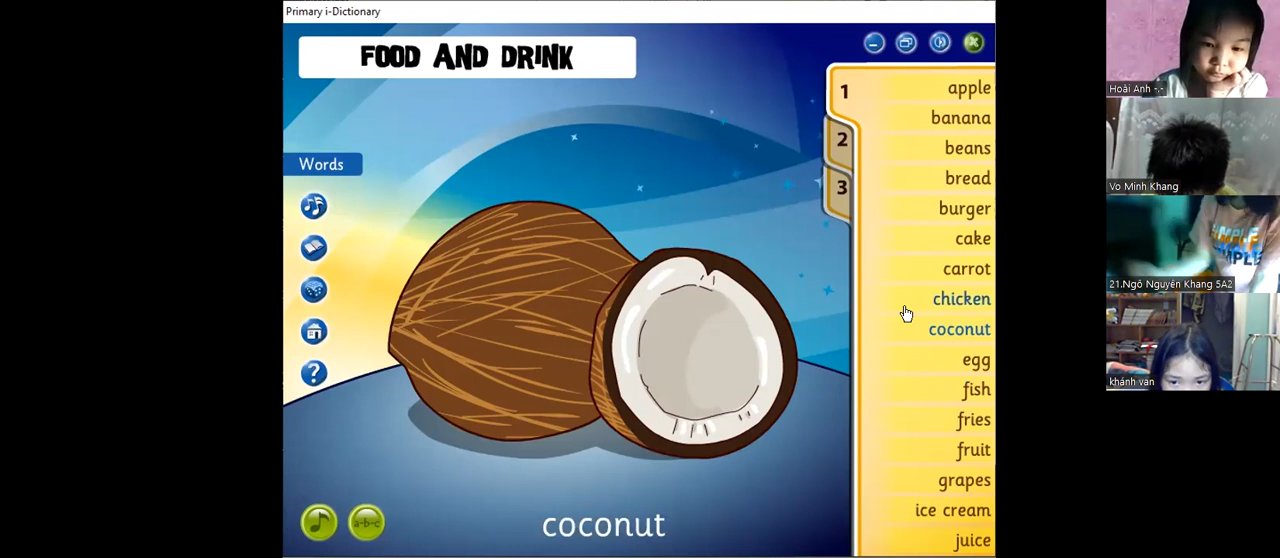 Primary i-Dictionary
FOOD AND DRINK
Words
1
2
3
apple
banana
beans
bread
burger
cake
carrot
chicken
coconut
egg
fish
fries
fruit
grapes
ice cream
juice
?
a-b-c
coconut
Hoài Anh -.-
Vo Minh Khang
SIMPLE
21.Ngô Nguyên Khang 5A2
khánh vân